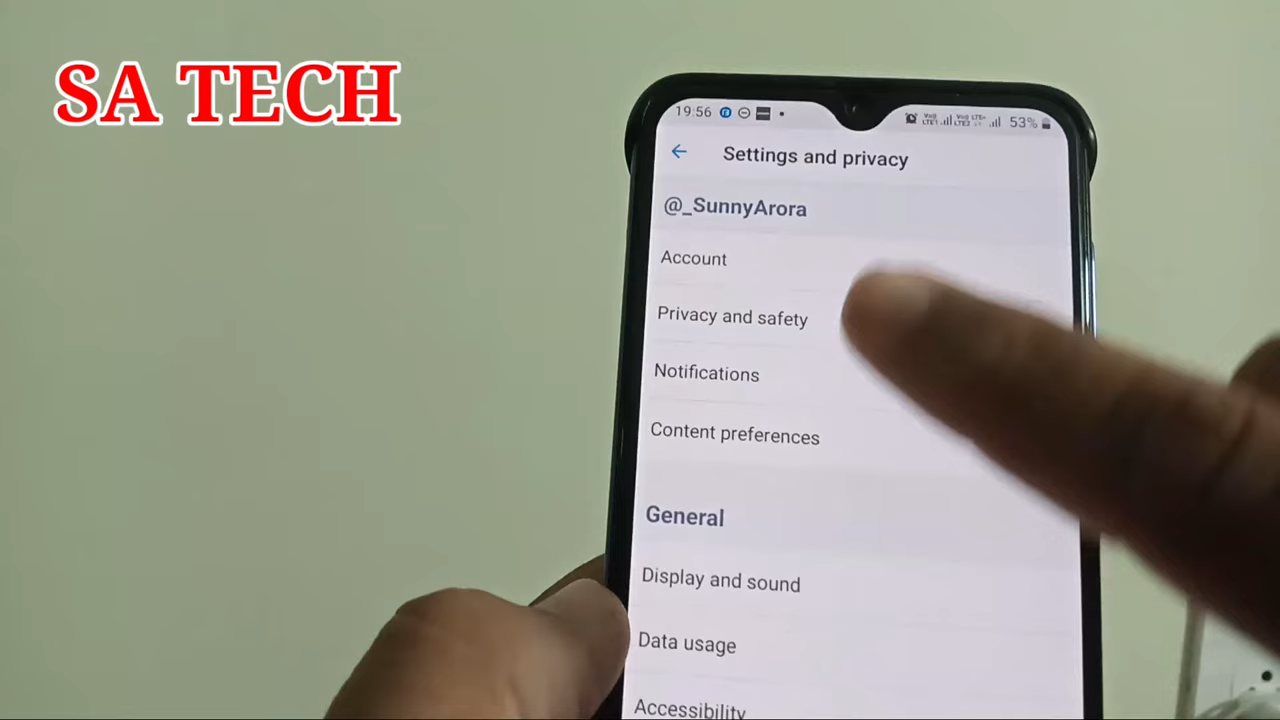 SA TECH
19:56
53%
Settings and privacy
@_SunnyArora
Account
Privacy and safety
Notifications
Content preferences
General
Display and sound
Data usage
Accessibility